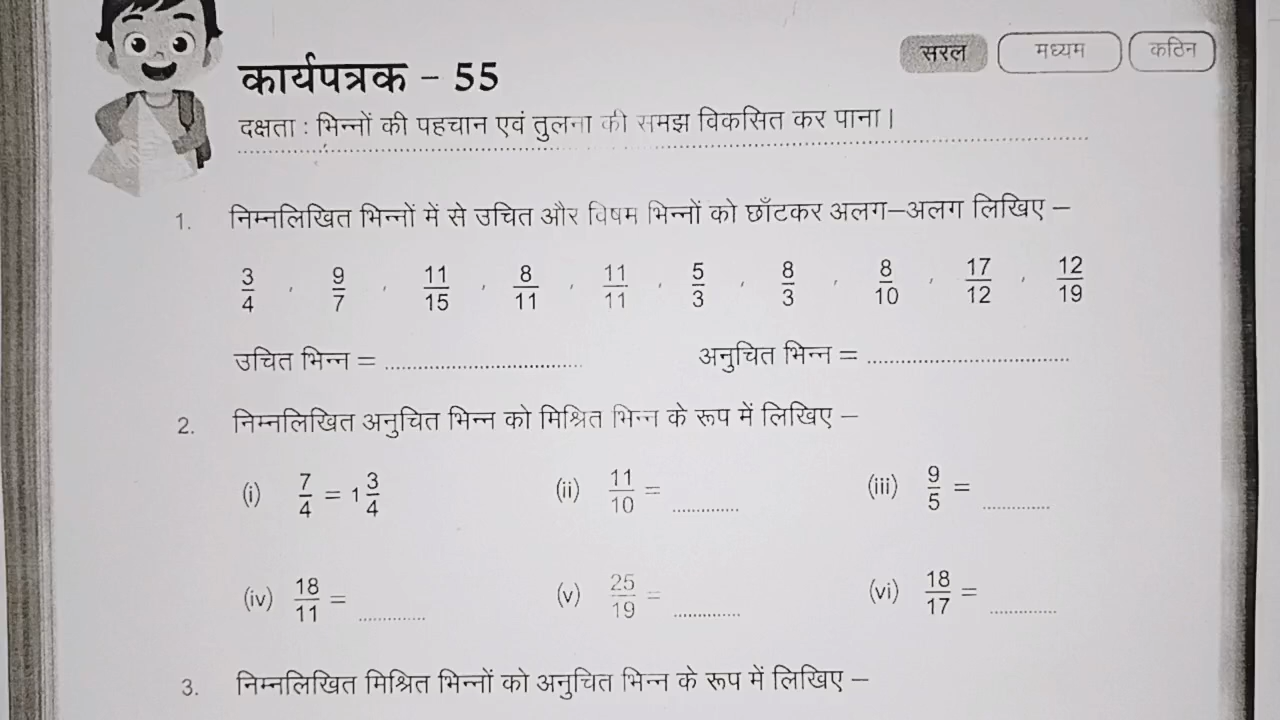 सरल मध्यम कठिन
कार्यपत्रक - 55
दक्षता : भिन्नों की पहचान एवं तुलना की समझ विकसित कर पाना।
1. निम्नलिखित भिन्नों में से उचित और विषम भिन्नों को छाँटकर अलग–अलग लिखिए –
3/4 , 9/7 , 11/15 , 8/11 , 11/11 , 5/3 , 8/3 , 8/10 , 17/12 , 12/19
उचित भिन्न = .................................. अनुचित भिन्न = ..................................
2. निम्नलिखित अनुचित भिन्न को मिश्रित भिन्न के रूप में लिखिए –
(i) 7/4 = 1 3/4 (ii) 11/10 = ............ (iii) 9/5 = ............
(iv) 18/11 = ............ (v) 25/19 = ............ (vi) 18/17 = ............
3. निम्नलिखित मिश्रित भिन्नों को अनुचित भिन्न के रूप में लिखिए –